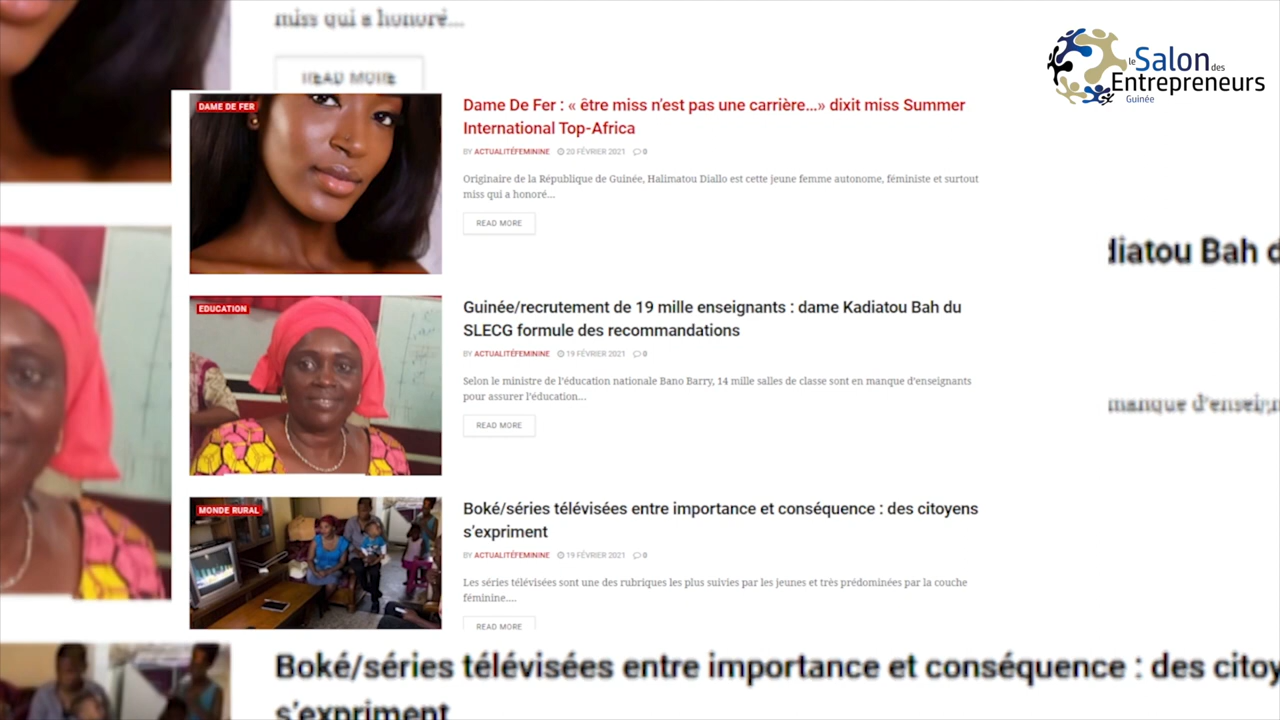 miss qui a honoré...
READ MORE
le Salon des
Entrepreneurs
Guinée
DAME DE FER
Dame De Fer : « être miss n'est pas une carrière...» dixit miss Summer
International Top-Africa
BY ACTUALITÉFEMININE 20 FÉVRIER 2021 0
Originaire de la République de Guinée, Halimatou Diallo est cette jeune femme autonome, féministe et surtout
miss qui a honoré...
READ MORE
diatou Bah d
EDUCATION
Guinée/recrutement de 19 mille enseignants : dame Kadiatou Bah du
SLECG formule des recommandations
BY ACTUALITÉFEMININE 19 FÉVRIER 2021 0
Selon le ministre de l'éducation nationale Bano Barry, 14 mille salles de classe sont en manque d'enseignants
pour assurer l'éducation...
READ MORE
manque d'enseign
MONDE RURAL
Boké/séries télévisées entre importance et conséquence : des citoyens
s'expriment
BY ACTUALITÉFEMININE 19 FÉVRIER 2021 0
Les séries télévisées sont une des rubriques les plus suivies par les jeunes et très prédominées par la couche
féminine....
READ MORE
Boké/séries télévisées entre importance et conséquence : des citoy
s'expriment